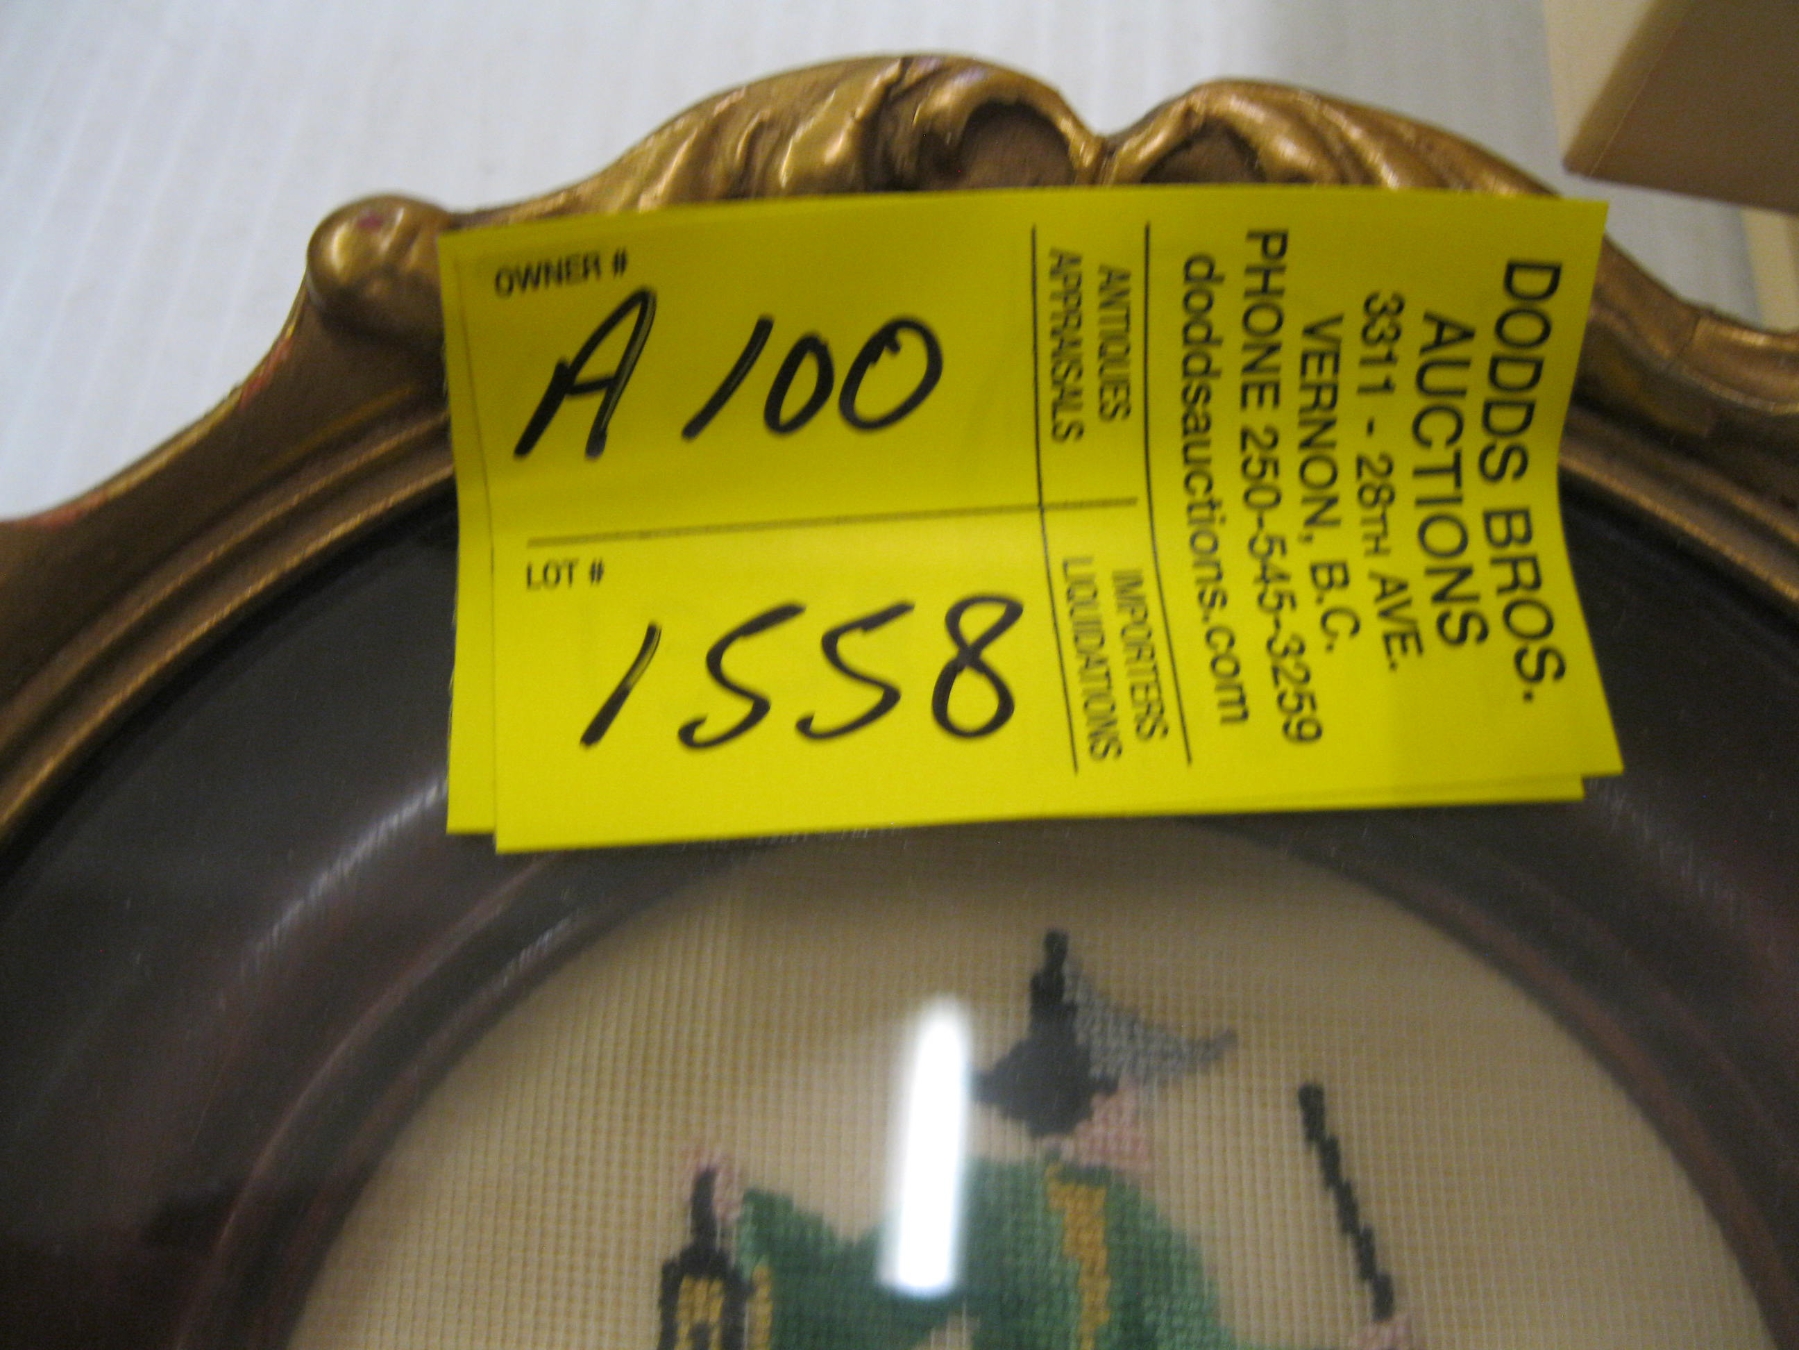 OWNER #
A 100
LOT #
1558
ANTIQUES
APPRAISALS
IMPORTERS
LIQUIDATIONS
DODDS BROS.
AUCTIONS
3311 - 28TH AVE.
VERNON, B.C.
PHONE 250-545-3259
doddsauctions.com